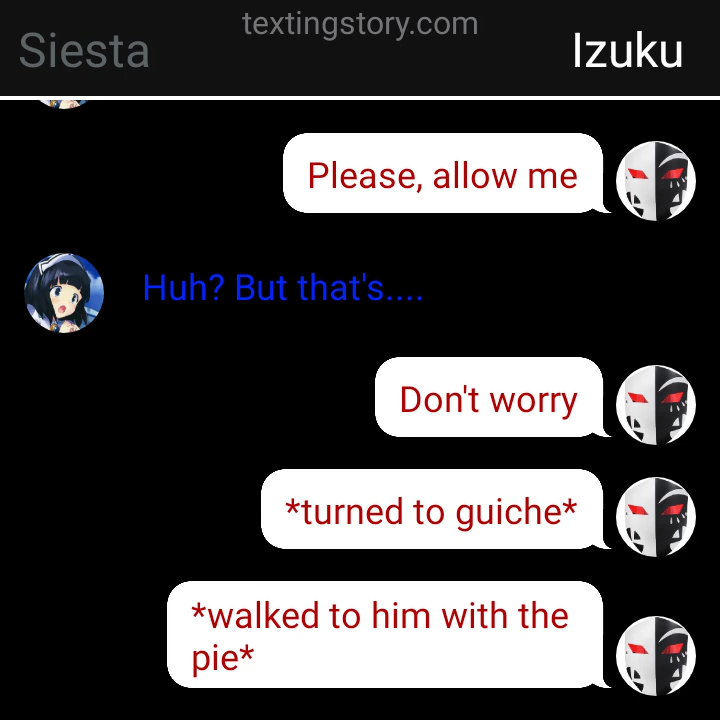 textingstory.com
Siesta
Izuku
Please, allow me
Huh? But that's....
Don't worry
*turned to guiche*
*walked to him with the
pie*